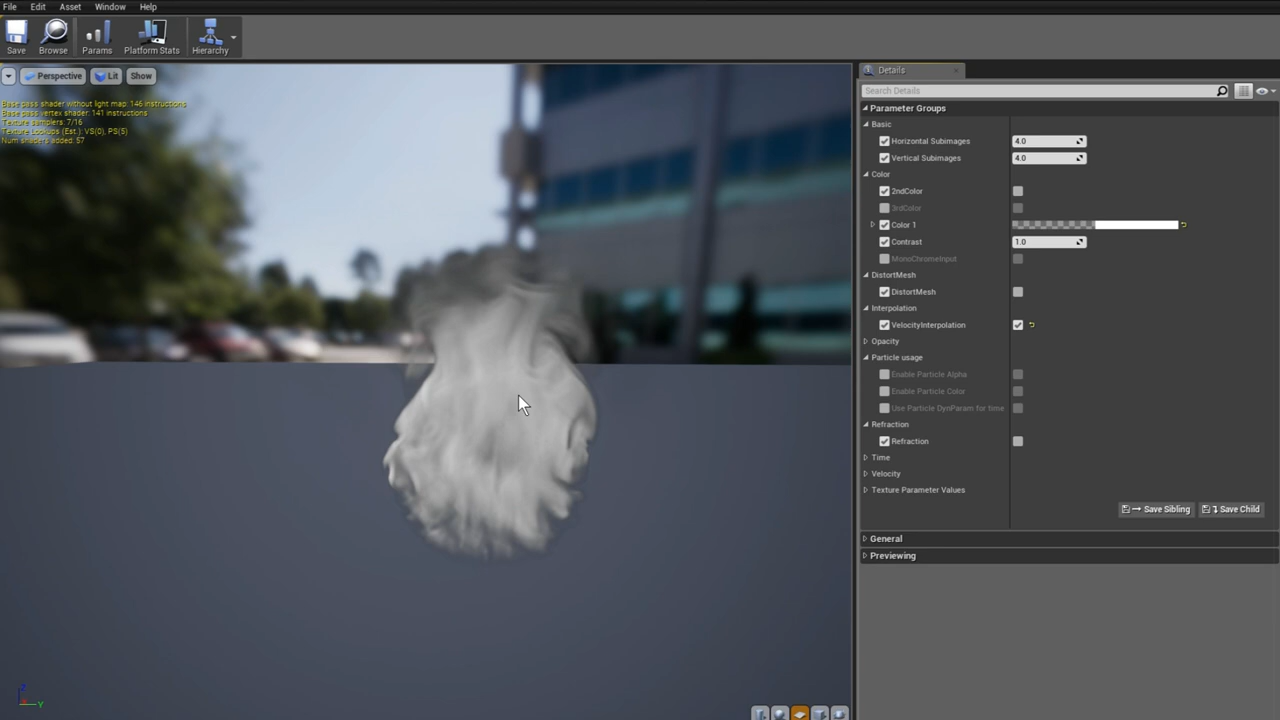 File Edit Asset Window Help
Save Browse Params Platform Stats Hierarchy
Perspective Lit Show
Base pass shader without light map: 146 instructions
Base pass vertex shader: 141 instructions
Texture samplers: 7/16
Texture Lookups (Est.): VS(0), PS(5)
Num shaders added: 57
Z
Y
Details
Search Details
Parameter Groups
Basic
Horizontal Subimages 4.0
Vertical Subimages 4.0
Color
2ndColor
3rdColor
Color 1
Contrast 1.0
MonoChromeInput
DistortMesh
DistortMesh
Interpolation
VelocityInterpolation
Opacity
Particle usage
Enable Particle Alpha
Enable Particle Color
Use Particle DynParam for time
Refraction
Refraction
Time
Velocity
Texture Parameter Values
Save Sibling Save Child
General
Previewing